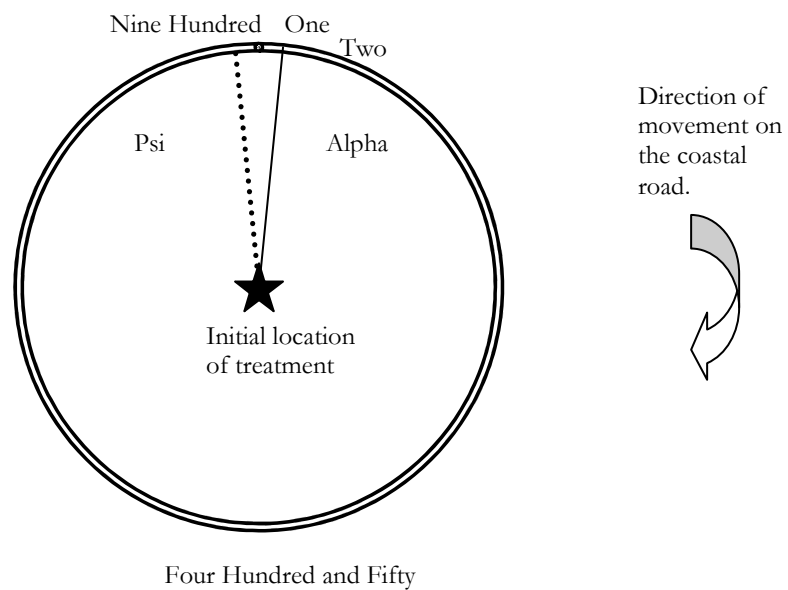 Nine Hundred One
Two
Direction of
movement on
the coastal
road.
Psi
Alpha
Initial location
of treatment
Four Hundred and Fifty